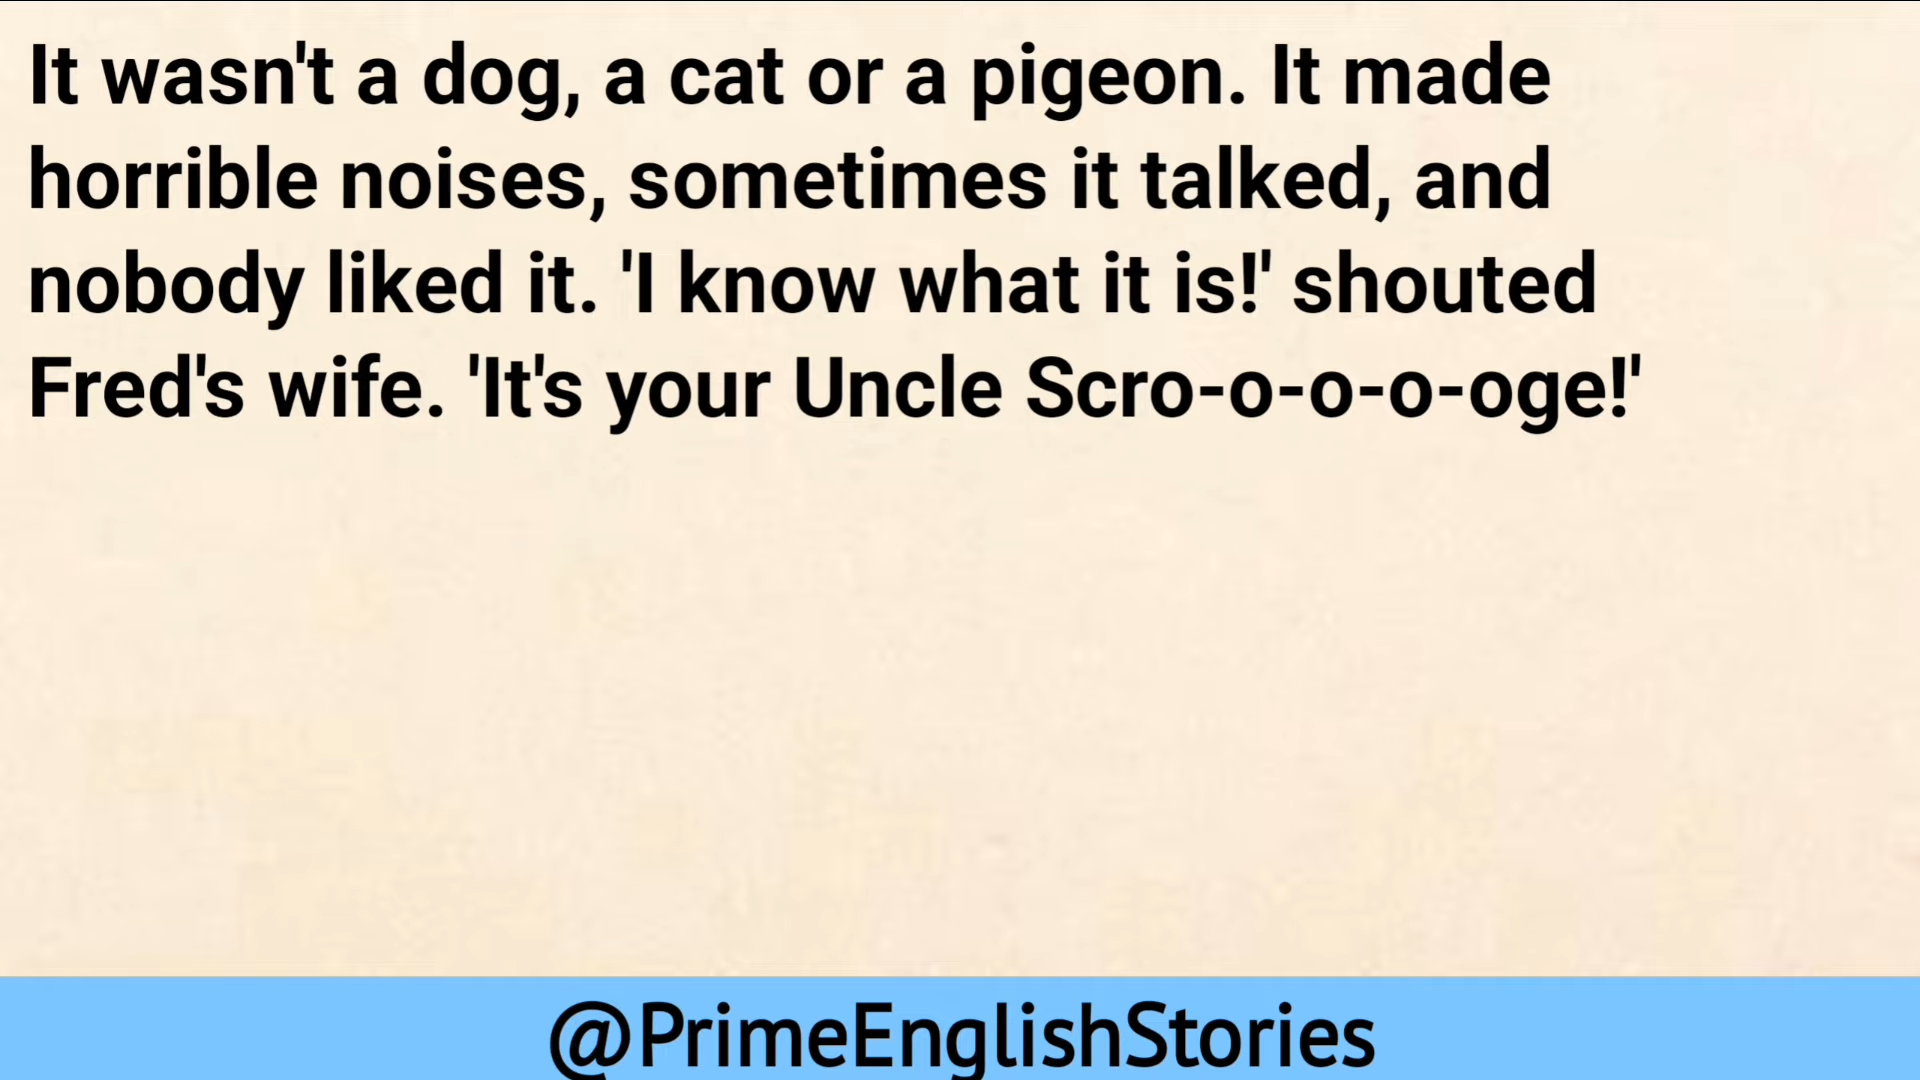 It wasn't a dog, a cat or a pigeon. It made
horrible noises, sometimes it talked, and
nobody liked it. 'I know what it is!' shouted
Fred's wife. 'It's your Uncle Scro-o-o-o-oge!'
@PrimeEnglishStories